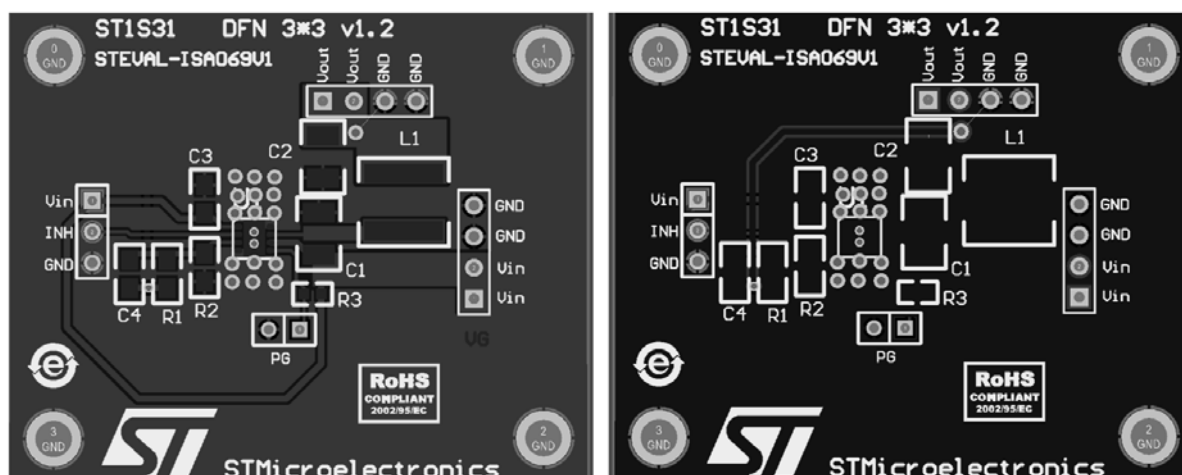 ST1S31 DFN 3*3 v1.2
STEVAL-ISA069V1
0
GND
1
GND
Vout
Vout
GND
GND
L1
C3
C2
Vin
INH
GND
J
GND
GND
Vin
Vin
C1
C4
R1
R2
R3
VG
PG
e
RoHS
COMPLIANT
2002/95/EC
3
GND
2
GND
ST
STMicroelectronics
ST1S31 DFN 3*3 v1.2
STEVAL-ISA069V1
0
GND
1
GND
Vout
Vout
GND
GND
L1
C3
C2
Vin
INH
GND
J
GND
GND
Vin
Vin
C1
C4
R1
R2
R3
PG
e
RoHS
COMPLIANT
2002/95/EC
3
GND
2
GND
ST
STMicroelectronics